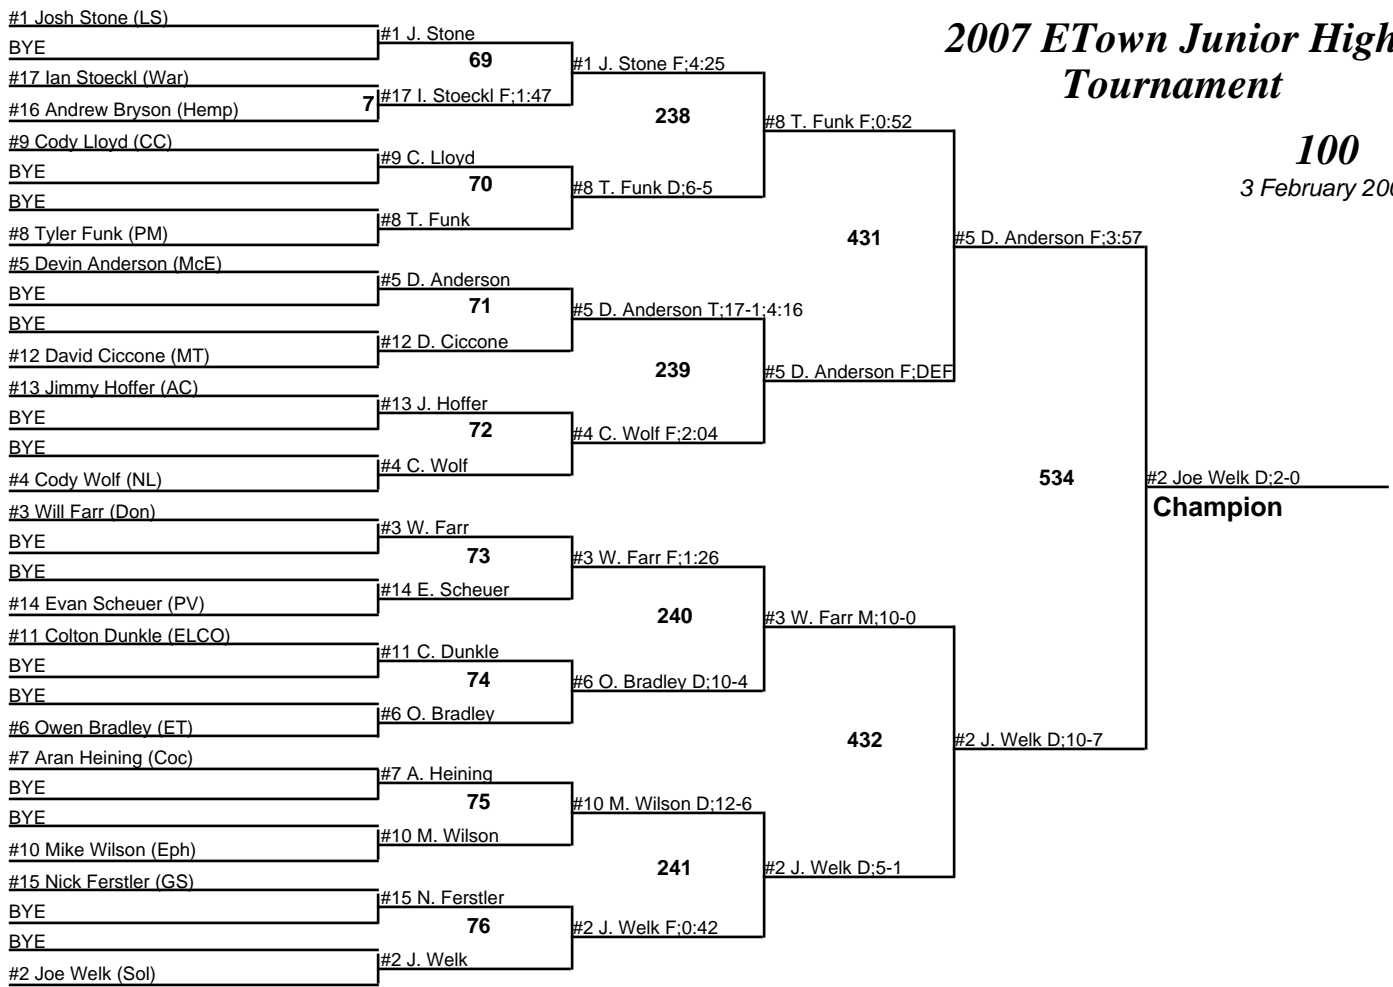 2007 ETown Junior High
Tournament
100
3 February 200
#1 Josh Stone (LS)
BYE
#17 Ian Stoeckl (War)
#16 Andrew Bryson (Hemp)
#9 Cody Lloyd (CC)
BYE
BYE
#8 Tyler Funk (PM)
#5 Devin Anderson (McE)
BYE
BYE
#12 David Ciccone (MT)
#13 Jimmy Hoffer (AC)
BYE
BYE
#4 Cody Wolf (NL)
#3 Will Farr (Don)
BYE
BYE
#14 Evan Scheuer (PV)
#11 Colton Dunkle (ELCO)
BYE
BYE
#6 Owen Bradley (ET)
#7 Aran Heining (Coc)
BYE
BYE
#10 Mike Wilson (Eph)
#15 Nick Ferstler (GS)
BYE
BYE
#2 Joe Welk (Sol)
7
#1 J. Stone
69
#17 I. Stoeckl F;1:47
#9 C. Lloyd
70
#8 T. Funk
#5 D. Anderson
71
#12 D. Ciccone
#13 J. Hoffer
72
#4 C. Wolf
#3 W. Farr
73
#14 E. Scheuer
#11 C. Dunkle
74
#6 O. Bradley
#7 A. Heining
75
#10 M. Wilson
#15 N. Ferstler
76
#2 J. Welk
#1 J. Stone F;4:25
238
#8 T. Funk D;6-5
#5 D. Anderson T;17-1;4:16
239
#4 C. Wolf F;2:04
#3 W. Farr F;1:26
240
#6 O. Bradley D;10-4
#10 M. Wilson D;12-6
241
#2 J. Welk F;0:42
#8 T. Funk F;0:52
431
#5 D. Anderson F;DEF
#3 W. Farr M;10-0
432
#2 J. Welk D;5-1
#5 D. Anderson F;3:57
534
#2 J. Welk D;10-7
#2 Joe Welk D;2-0
Champion